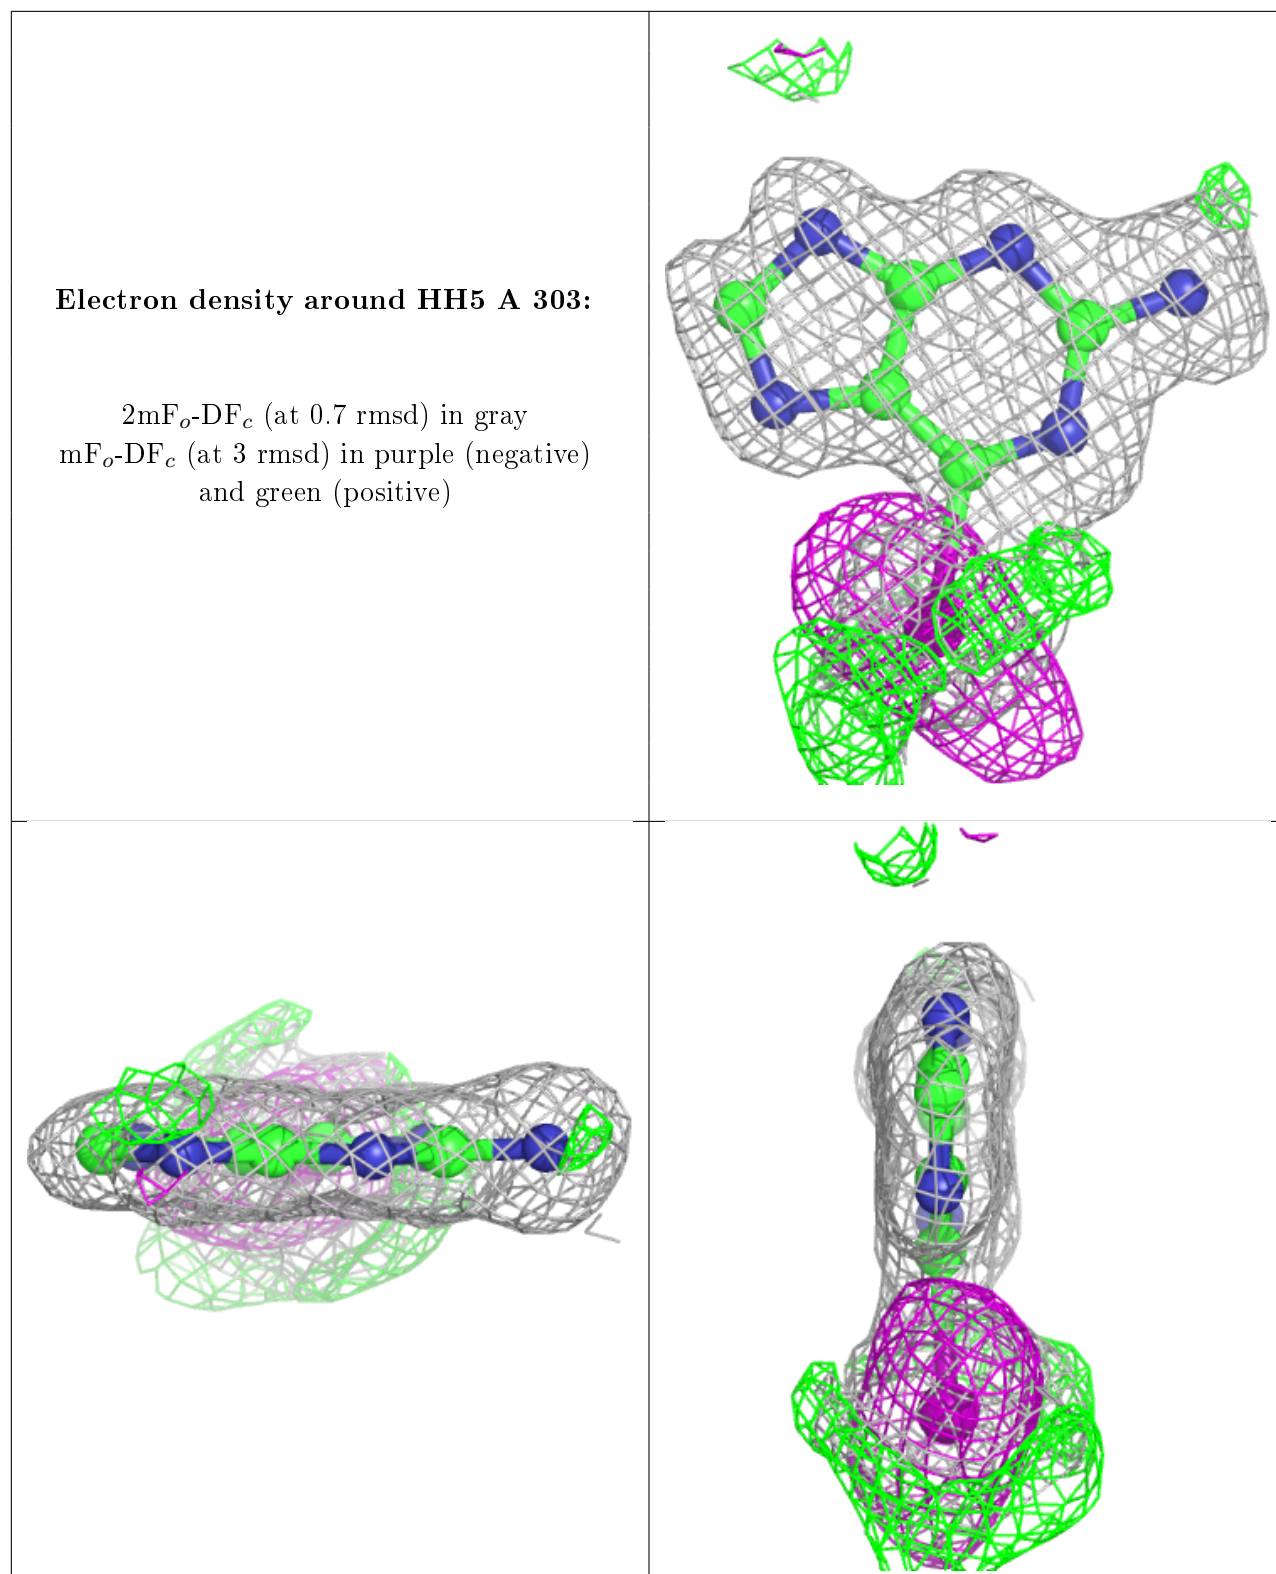 Electron density around HH5 A 303:
2mFₒ-DF𝒸 (at 0.7 rmsd) in gray
mFₒ-DF𝒸 (at 3 rmsd) in purple (negative)
and green (positive)